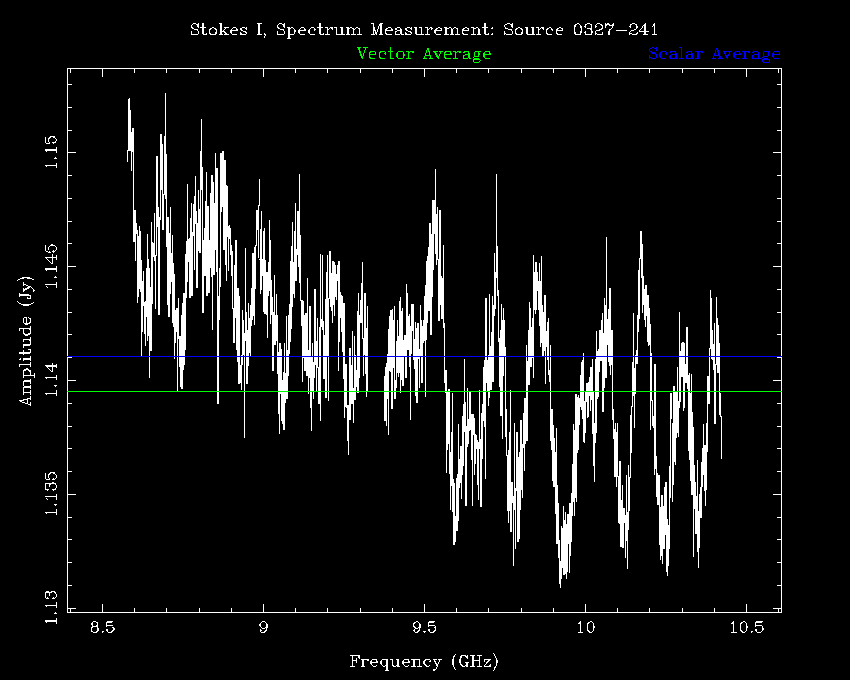 Stokes I, Spectrum Measurement: Source 0327-241
Vector Average Scalar Average
1.15
1.145
1.14
1.135
1.13
Amplitude (Jy)
8.5 9 9.5 10 10.5
Frequency (GHz)